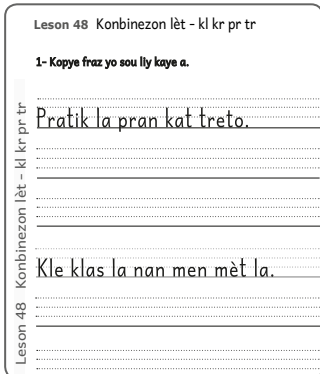 Leson 48 Konbinezon lèt - kl kr pr tr
1- Kopye fraz yo sou liy kaye a.
Pratik la pran kat treto.
Kle klas la nan men mèt la.
Leson 48 Konbinezon lèt - kl kr pr tr